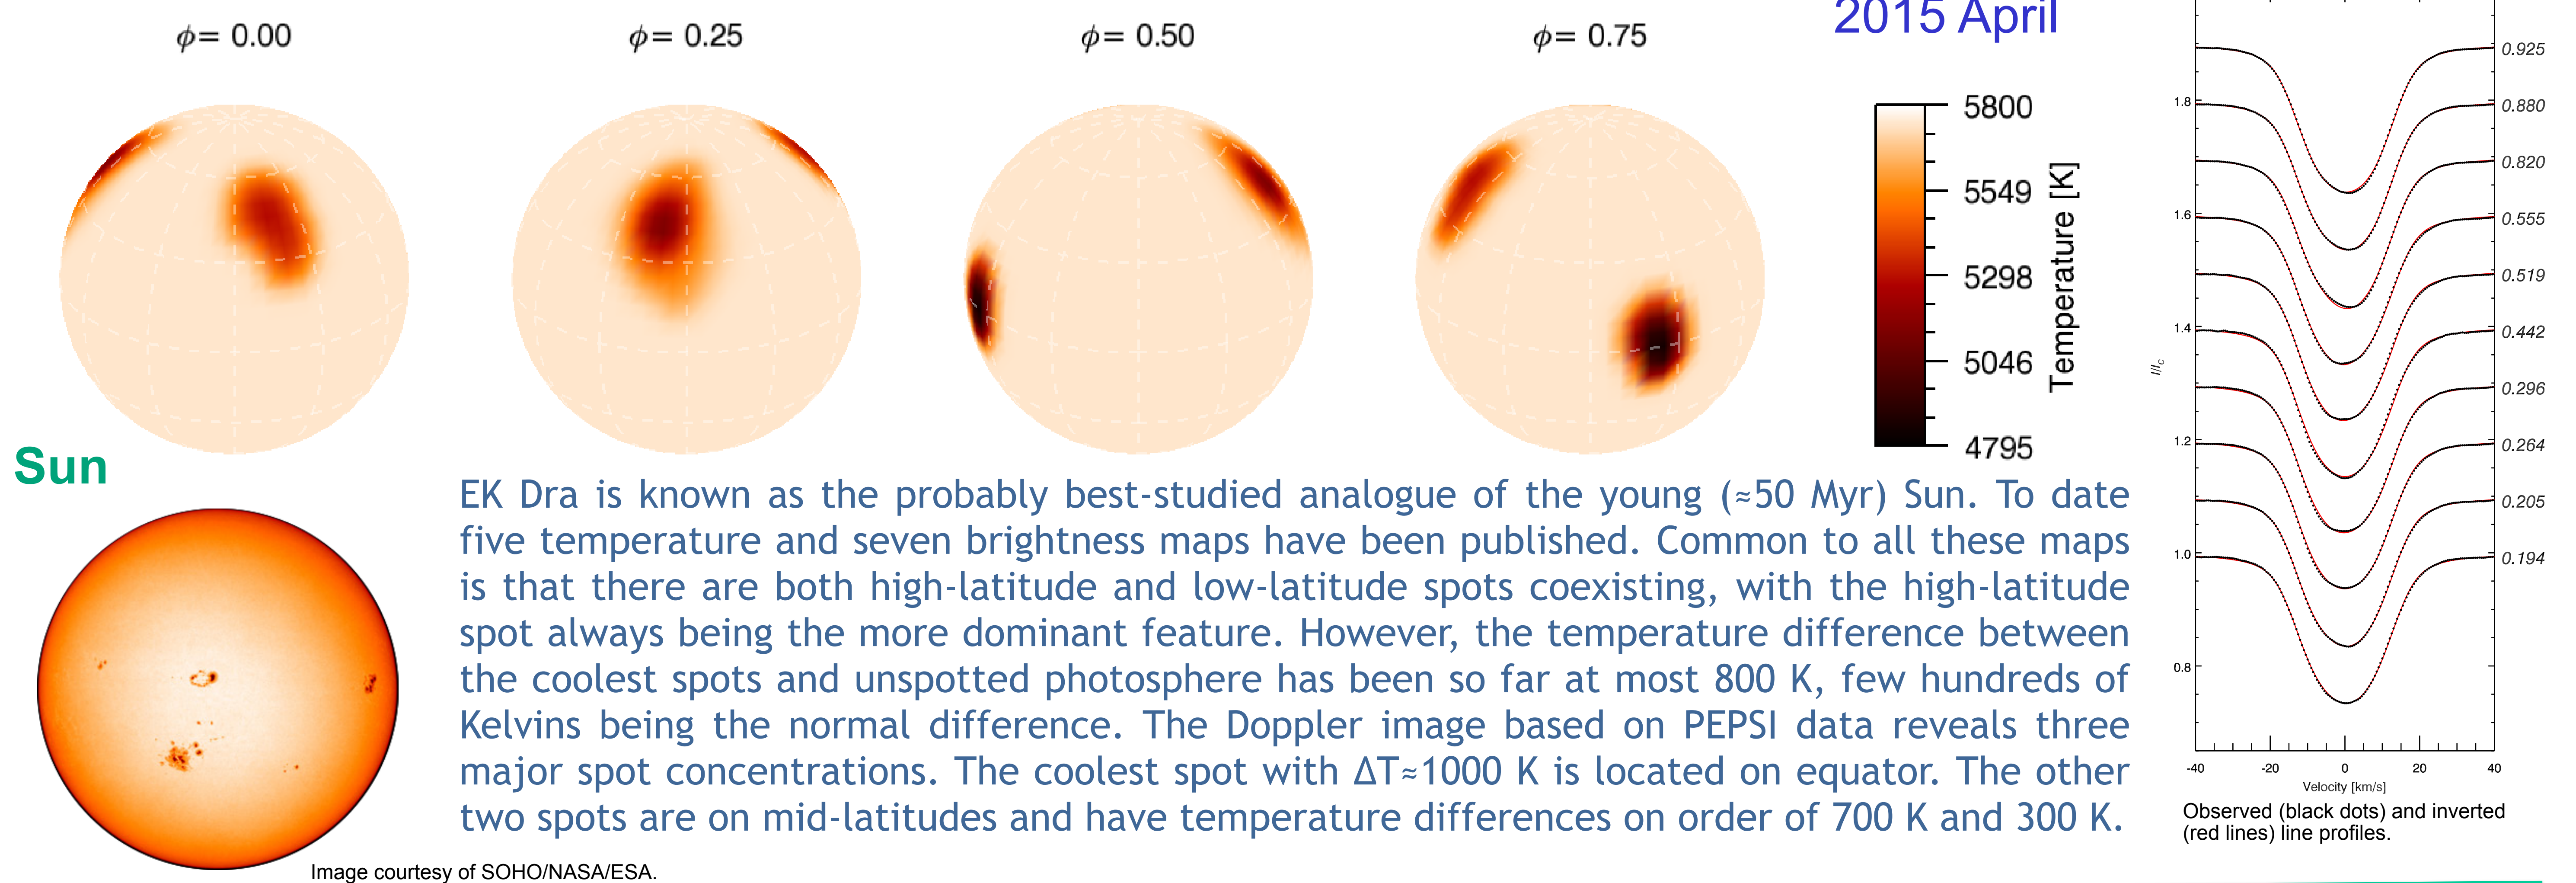 2015 April
ϕ= 0.00
ϕ= 0.25
ϕ= 0.50
ϕ= 0.75
5800
5549
5298
5046
4795
Temperature [K]
Sun
EK Dra is known as the probably best-studied analogue of the young (≈50 Myr) Sun. To date
five temperature and seven brightness maps have been published. Common to all these maps
is that there are both high-latitude and low-latitude spots coexisting, with the high-latitude
spot always being the more dominant feature. However, the temperature difference between
the coolest spots and unspotted photosphere has been so far at most 800 K, few hundreds of
Kelvins being the normal difference. The Doppler image based on PEPSI data reveals three
major spot concentrations. The coolest spot with ΔT≈1000 K is located on equator. The other
two spots are on mid-latitudes and have temperature differences on order of 700 K and 300 K.
Image courtesy of SOHO/NASA/ESA.
1.8
1.6
1.4
1.2
1.0
0.8
I/Ic
0.925
0.880
0.820
0.555
0.519
0.442
0.296
0.264
0.205
0.194
-40
-20
0
20
40
Velocity [km/s]
Observed (black dots) and inverted
(red lines) line profiles.